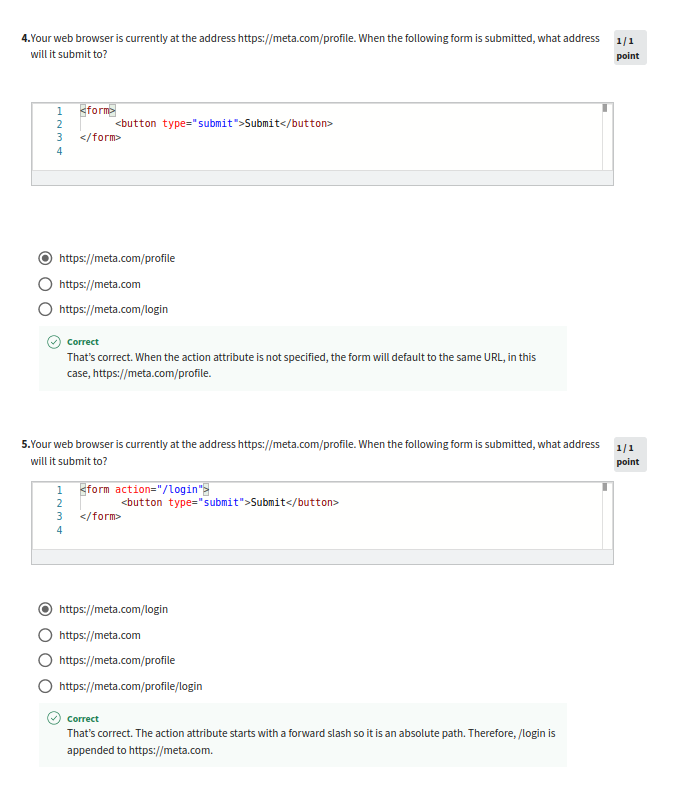 4.Your web browser is currently at the address https://meta.com/profile. When the following form is submitted, what address
will it submit to?
1 / 1
point
1 <form>
2 <button type="submit">Submit</button>
3 </form>
4
https://meta.com/profile
https://meta.com
https://meta.com/login
Correct
That's correct. When the action attribute is not specified, the form will default to the same URL, in this
case, https://meta.com/profile.
5.Your web browser is currently at the address https://meta.com/profile. When the following form is submitted, what address
will it submit to?
1 / 1
point
1 <form action="/login">
2 <button type="submit">Submit</button>
3 </form>
4
https://meta.com/login
https://meta.com
https://meta.com/profile
https://meta.com/profile/login
Correct
That's correct. The action attribute starts with a forward slash so it is an absolute path. Therefore, /login is
appended to https://meta.com.